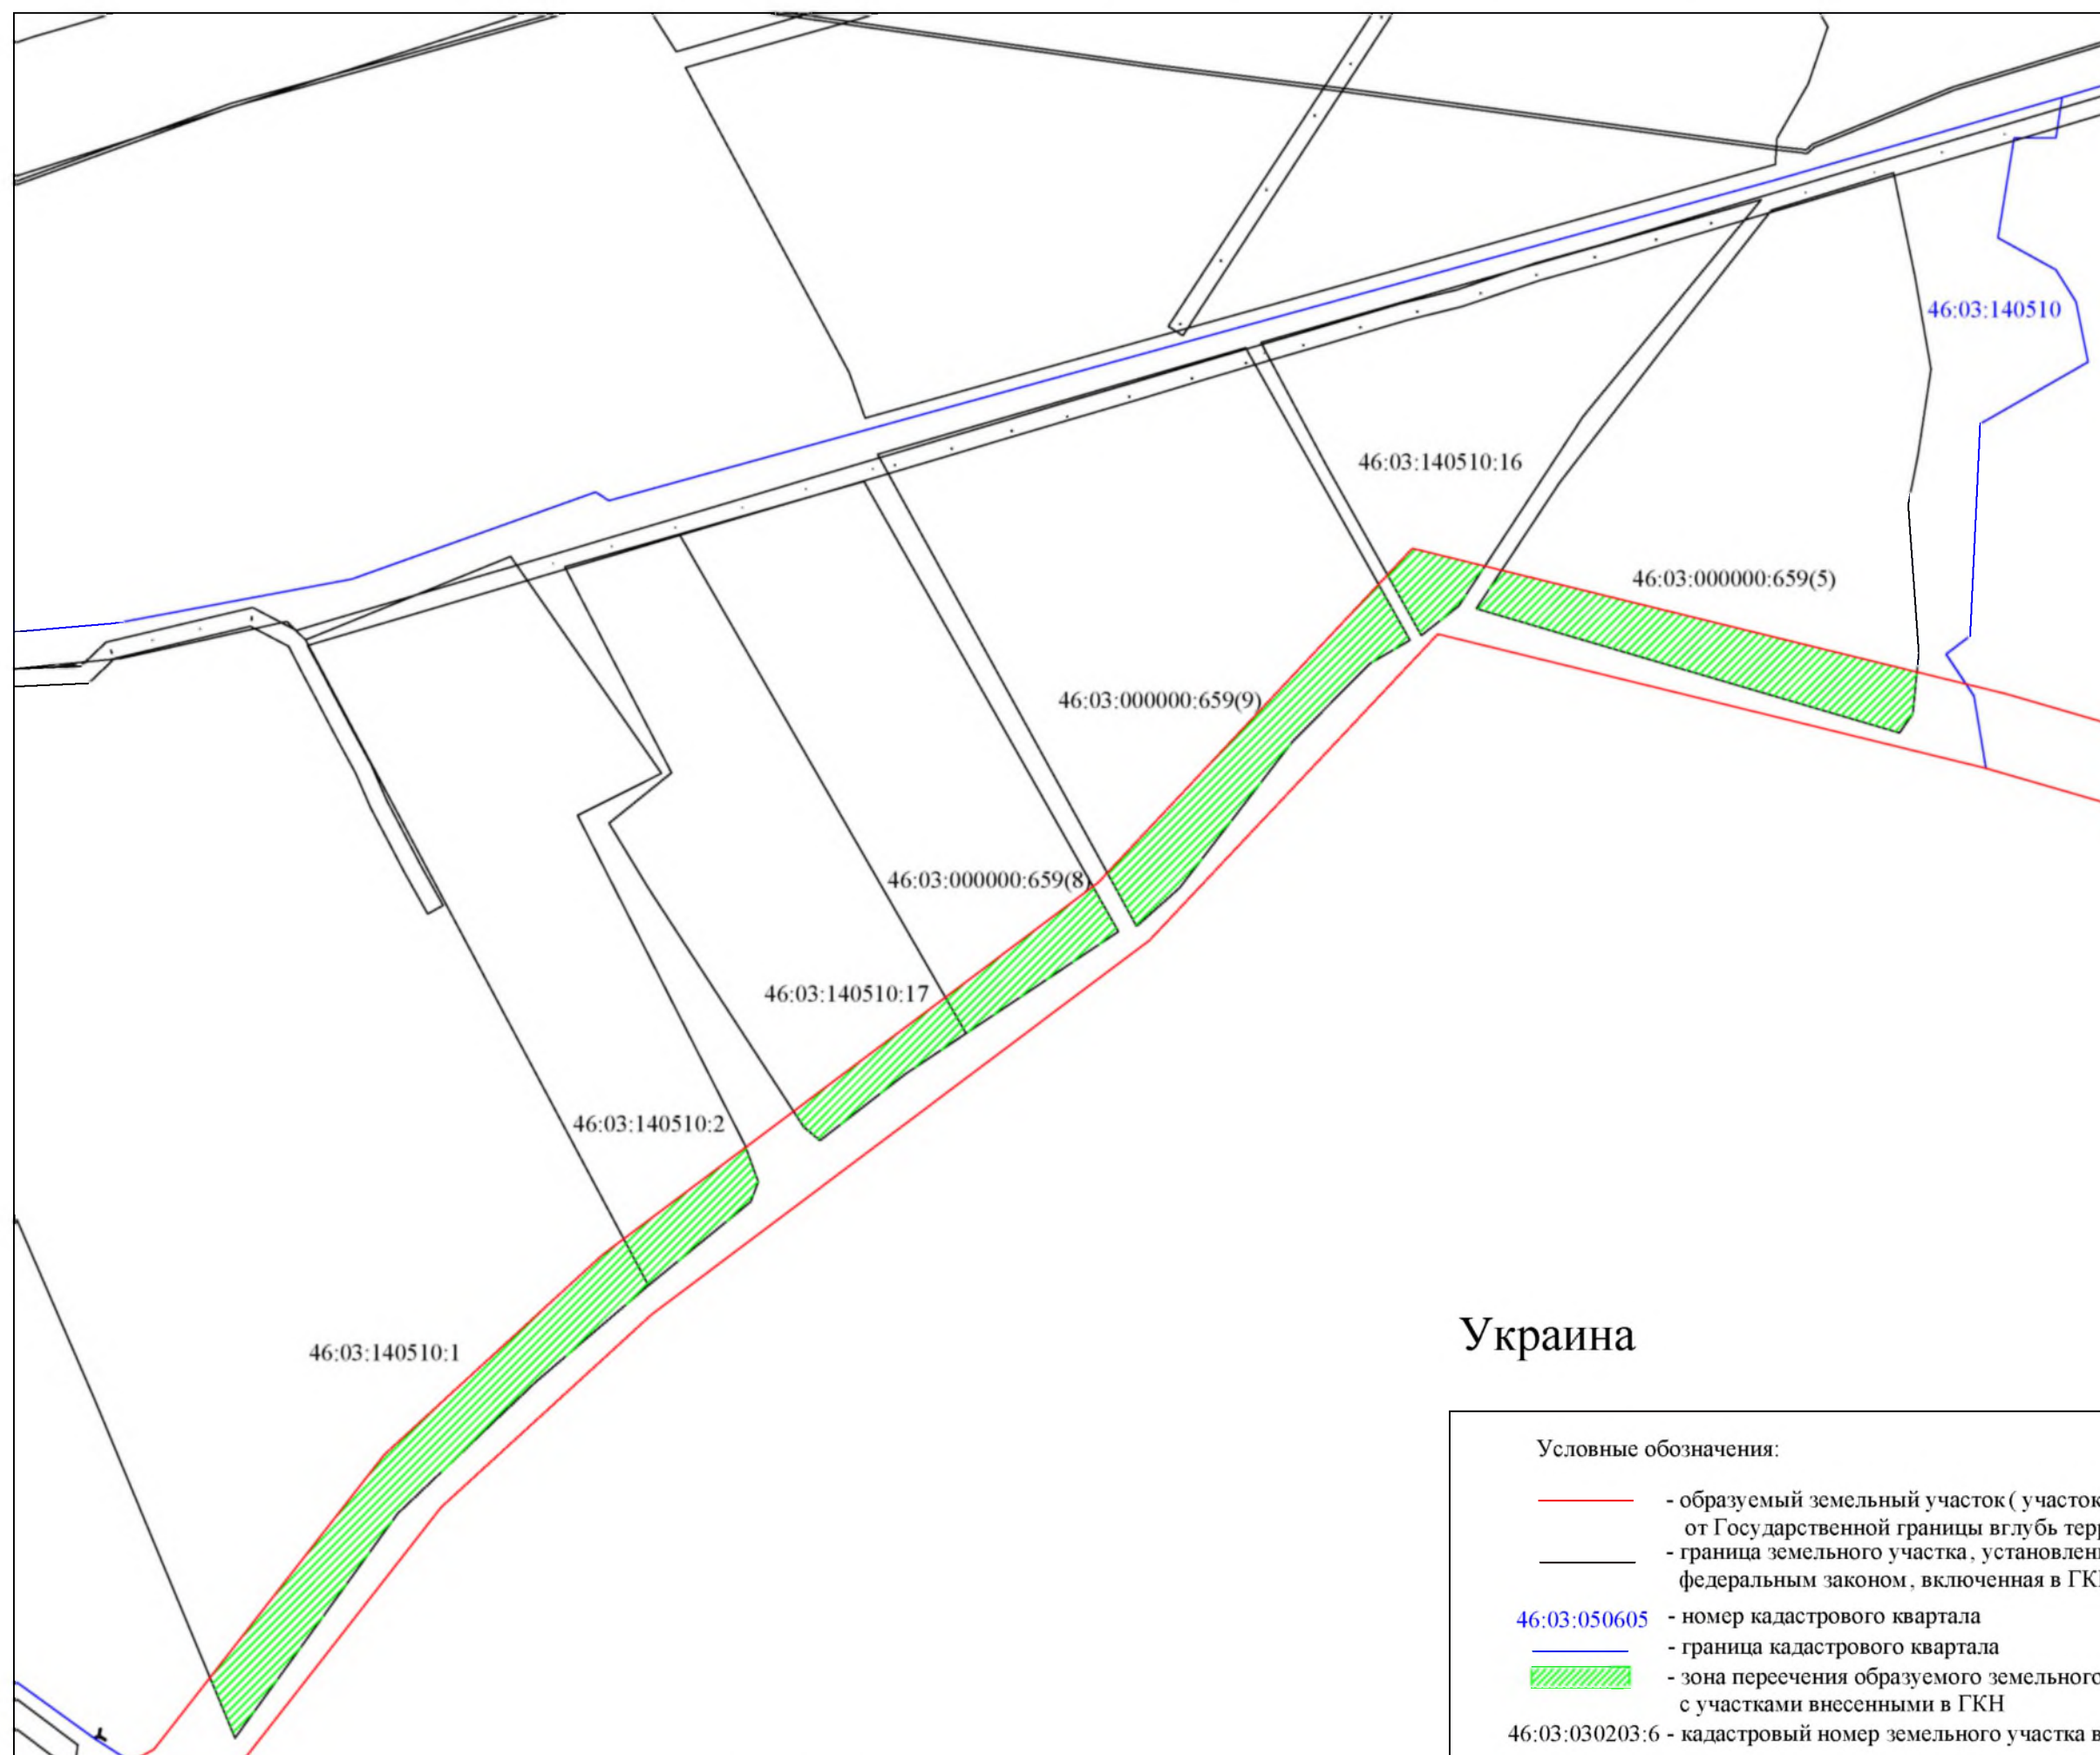 46:03:140510
46:03:140510:16
46:03:000000:659(5)
46:03:000000:659(9)
46:03:000000:659(8)
46:03:140510:17
46:03:140510:2
46:03:140510:1
Украина
Условные обозначения:
- образуемый земельный участок ( участок
от Государственной границы вглубь
- граница земельного участка, 
федеральным законом, включенная в
46:03:050605 - номер кадастрового квартала
- граница кадастрового квартала
- зона переечения образуемого земельного
с участками внесенными в ГКН
46:03:030203:6 - кадастровый номер земельного участка в